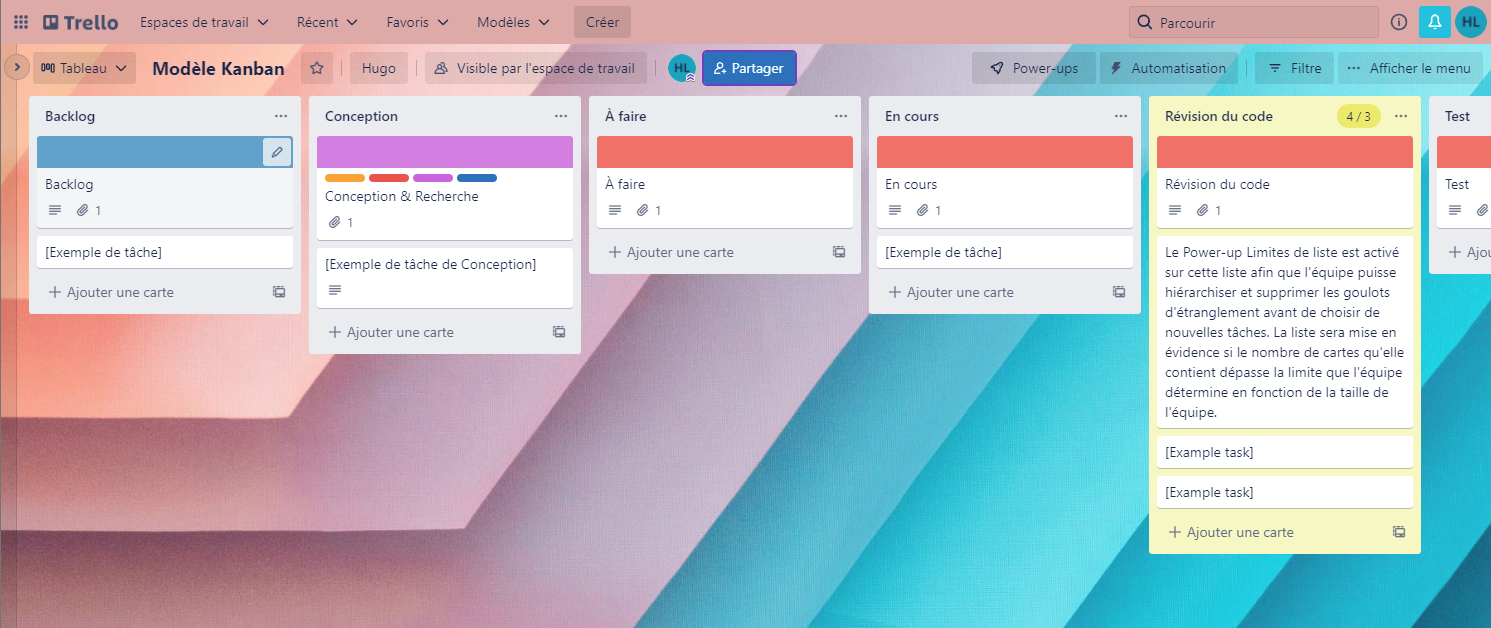 Trello Espaces de travail Récent Favoris Modèles Créer Parcourir HL
Tableau Modèle Kanban Hugo Visible par l'espace de travail HL Partager Power-ups Automatisation Filtre Afficher le menu
Backlog
Backlog
1
[Exemple de tâche]
Ajouter une carte
Conception
Conception & Recherche
1
[Exemple de tâche de Conception]
Ajouter une carte
À faire
À faire
1
Ajouter une carte
En cours
En cours
1
[Exemple de tâche]
Ajouter une carte
Révision du code 4 / 3
Révision du code
1
Le Power-up Limites de liste est activé
sur cette liste afin que l'équipe puisse
hiérarchiser et supprimer les goulots
d'étranglement avant de choisir de
nouvelles tâches. La liste sera mise en
évidence si le nombre de cartes qu'elle
contient dépasse la limite que l'équipe
détermine en fonction de la taille de
l'équipe.
[Example task]
[Example task]
Ajouter une carte
Test
Test